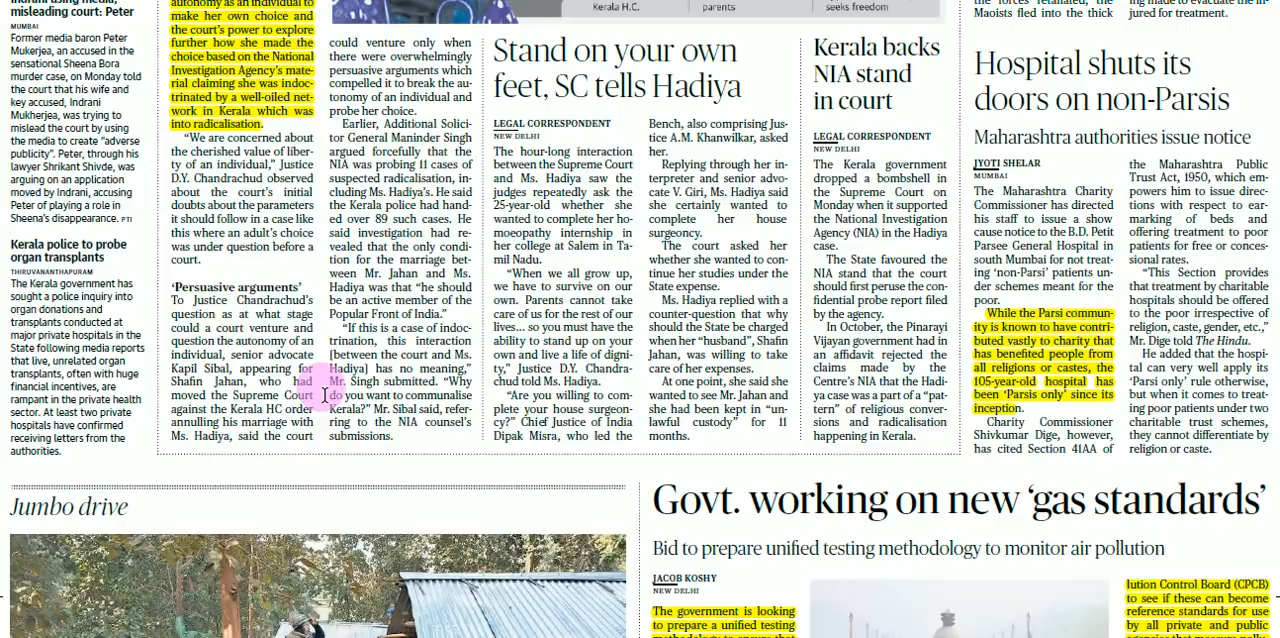 Indrani using media,
misleading court: Peter
MUMBAI
Former media baron Peter
Mukerjea, an accused in the
sensational Sheena Bora
murder case, on Monday told
the court that his wife and
key accused, Indrani
Mukherjea, was trying to
mislead the court by using
the media to create “adverse
publicity”. Peter, through his
lawyer Shrikant Shivde, was
arguing on an application
moved by Indrani, accusing
Peter of playing a role in
Sheena's disappearance. PTI
Kerala police to probe
organ transplants
THIRUVANANTHAPURAM
The Kerala government has
sought a police inquiry into
organ donations and
transplants conducted at
major private hospitals in the
State following media reports
that live, unrelated organ
transplants, often with huge
financial incentives, are
rampant in the private health
sector. At least two private
hospitals have confirmed
receiving letters from the
authorities.
autonomy as an individual to
make her own choice and
the court's power to explore
further how she made the
choice based on the National
Investigation Agency's mate-
rial claiming she was indoc-
trinated by a well-oiled net-
work in Kerala which was
into radicalisation.
“We are concerned about
the cherished value of liber-
ty of an individual,” Justice
D.Y. Chandrachud observed
about the court's initial
doubts about the parameters
it should follow in a case like
this where an adult's choice
was under question before a
court.
‘Persuasive arguments’
To Justice Chandrachud's
question as at what stage
could a court venture and
question the autonomy of an
individual, senior advocate
Kapil Sibal, appearing for
Shafin Jahan, who had
moved the Supreme Court
against the Kerala HC order
annulling his marriage with
Ms. Hadiya, said the court
could venture only when
there were overwhelmingly
persuasive arguments which
compelled it to break the au-
tonomy of an individual and
probe her choice.
Earlier, Additional Solici-
tor General Maninder Singh
argued forcefully that the
NIA was probing 11 cases of
suspected radicalisation, in-
cluding Ms. Hadiya's. He said
the Kerala police had hand-
ed over 89 such cases. He
said investigation had re-
vealed that the only condi-
tion for the marriage bet-
ween Mr. Jahan and Ms.
Hadiya was that “he should
be an active member of the
Popular Front of India.”
“If this is a case of indoc-
trination, this interaction
[between the court and Ms.
Hadiya] has no meaning,”
Mr. Singh submitted. “Why
do you want to communalise
Kerala?” Mr. Sibal said, refer-
ring to the NIA counsel's
submissions.
Kerala H.C.
parents
seeks freedom
Stand on your own
feet, SC tells Hadiya
LEGAL CORRESPONDENT
NEW DELHI
The hour-long interaction
between the Supreme Court
and Ms. Hadiya saw the
judges repeatedly ask the
25-year-old whether she
wanted to complete her ho-
moeopathy internship in
her college at Salem in Ta-
mil Nadu.
“When we all grow up,
we have to survive on our
own. Parents cannot take
care of us for the rest of our
lives... so you must have the
ability to stand up on your
own and live a life of digni-
ty,” Justice D.Y. Chandra-
chud told Ms. Hadiya.
“Are you willing to com-
plete your house surgeon-
cy?” Chief Justice of India
Dipak Misra, who led the
Bench, also comprising Jus-
tice A.M. Khanwilkar, asked
her.
Replying through her in-
terpreter and senior advo-
cate V. Giri, Ms. Hadiya said
she certainly wanted to
complete her house
surgeoncy.
The court asked her
whether she wanted to con-
tinue her studies under the
State expense.
Ms. Hadiya replied with a
counter-question that why
should the State be charged
when her “husband”, Shafin
Jahan, was willing to take
care of her expenses.
At one point, she said she
wanted to see Mr. Jahan and
she had been kept in “un-
lawful custody” for 11
months.
Kerala backs
NIA stand
in court
LEGAL CORRESPONDENT
NEW DELHI
The Kerala government
dropped a bombshell in
the Supreme Court on
Monday when it supported
the National Investigation
Agency (NIA) in the Hadiya
case.
The State favoured the
NIA stand that the court
should first peruse the con-
fidential probe report filed
by the agency.
In October, the Pinarayi
Vijayan government had in
an affidavit rejected the
claims made by the
Centre's NIA that the Hadi-
ya case was a part of a “pat-
tern” of religious conver-
sions and radicalisation
happening in Kerala.
the forces retaliated, the
Maoists fled into the thick
ing made to evacuate the in-
jured for treatment.
Hospital shuts its
doors on non-Parsis
Maharashtra authorities issue notice
JYOTI SHELAR
MUMBAI
The Maharashtra Charity
Commissioner has directed
his staff to issue a show
cause notice to the B.D. Petit
Parsee General Hospital in
south Mumbai for not treat-
ing ‘non-Parsi’ patients un-
der schemes meant for the
poor.
While the Parsi commun-
ity is known to have contri-
buted vastly to charity that
has benefited people from
all religions or castes, the
105-year-old hospital has
been ‘Parsis only’ since its
inception.
Charity Commissioner
Shivkumar Dige, however,
has cited Section 41AA of
the Maharashtra Public
Trust Act, 1950, which em-
powers him to issue direc-
tions with respect to ear-
marking of beds and
offering treatment to poor
patients for free or conces-
sional rates.
“This Section provides
that treatment by charitable
hospitals should be offered
to the poor irrespective of
religion, caste, gender, etc.,”
Mr. Dige told The Hindu.
He added that the hospi-
tal can very well apply its
‘Parsi only’ rule otherwise,
but when it comes to treat-
ing poor patients under two
charitable trust schemes,
they cannot differentiate by
religion or caste.
Jumbo drive
Govt. working on new ‘gas standards’
Bid to prepare unified testing methodology to monitor air pollution
JACOB KOSHY
NEW DELHI
The government is looking
to prepare a unified testing
methodology to ensure that
lution Control Board (CPCB)
to see if these can become
reference standards for use
by all private and public